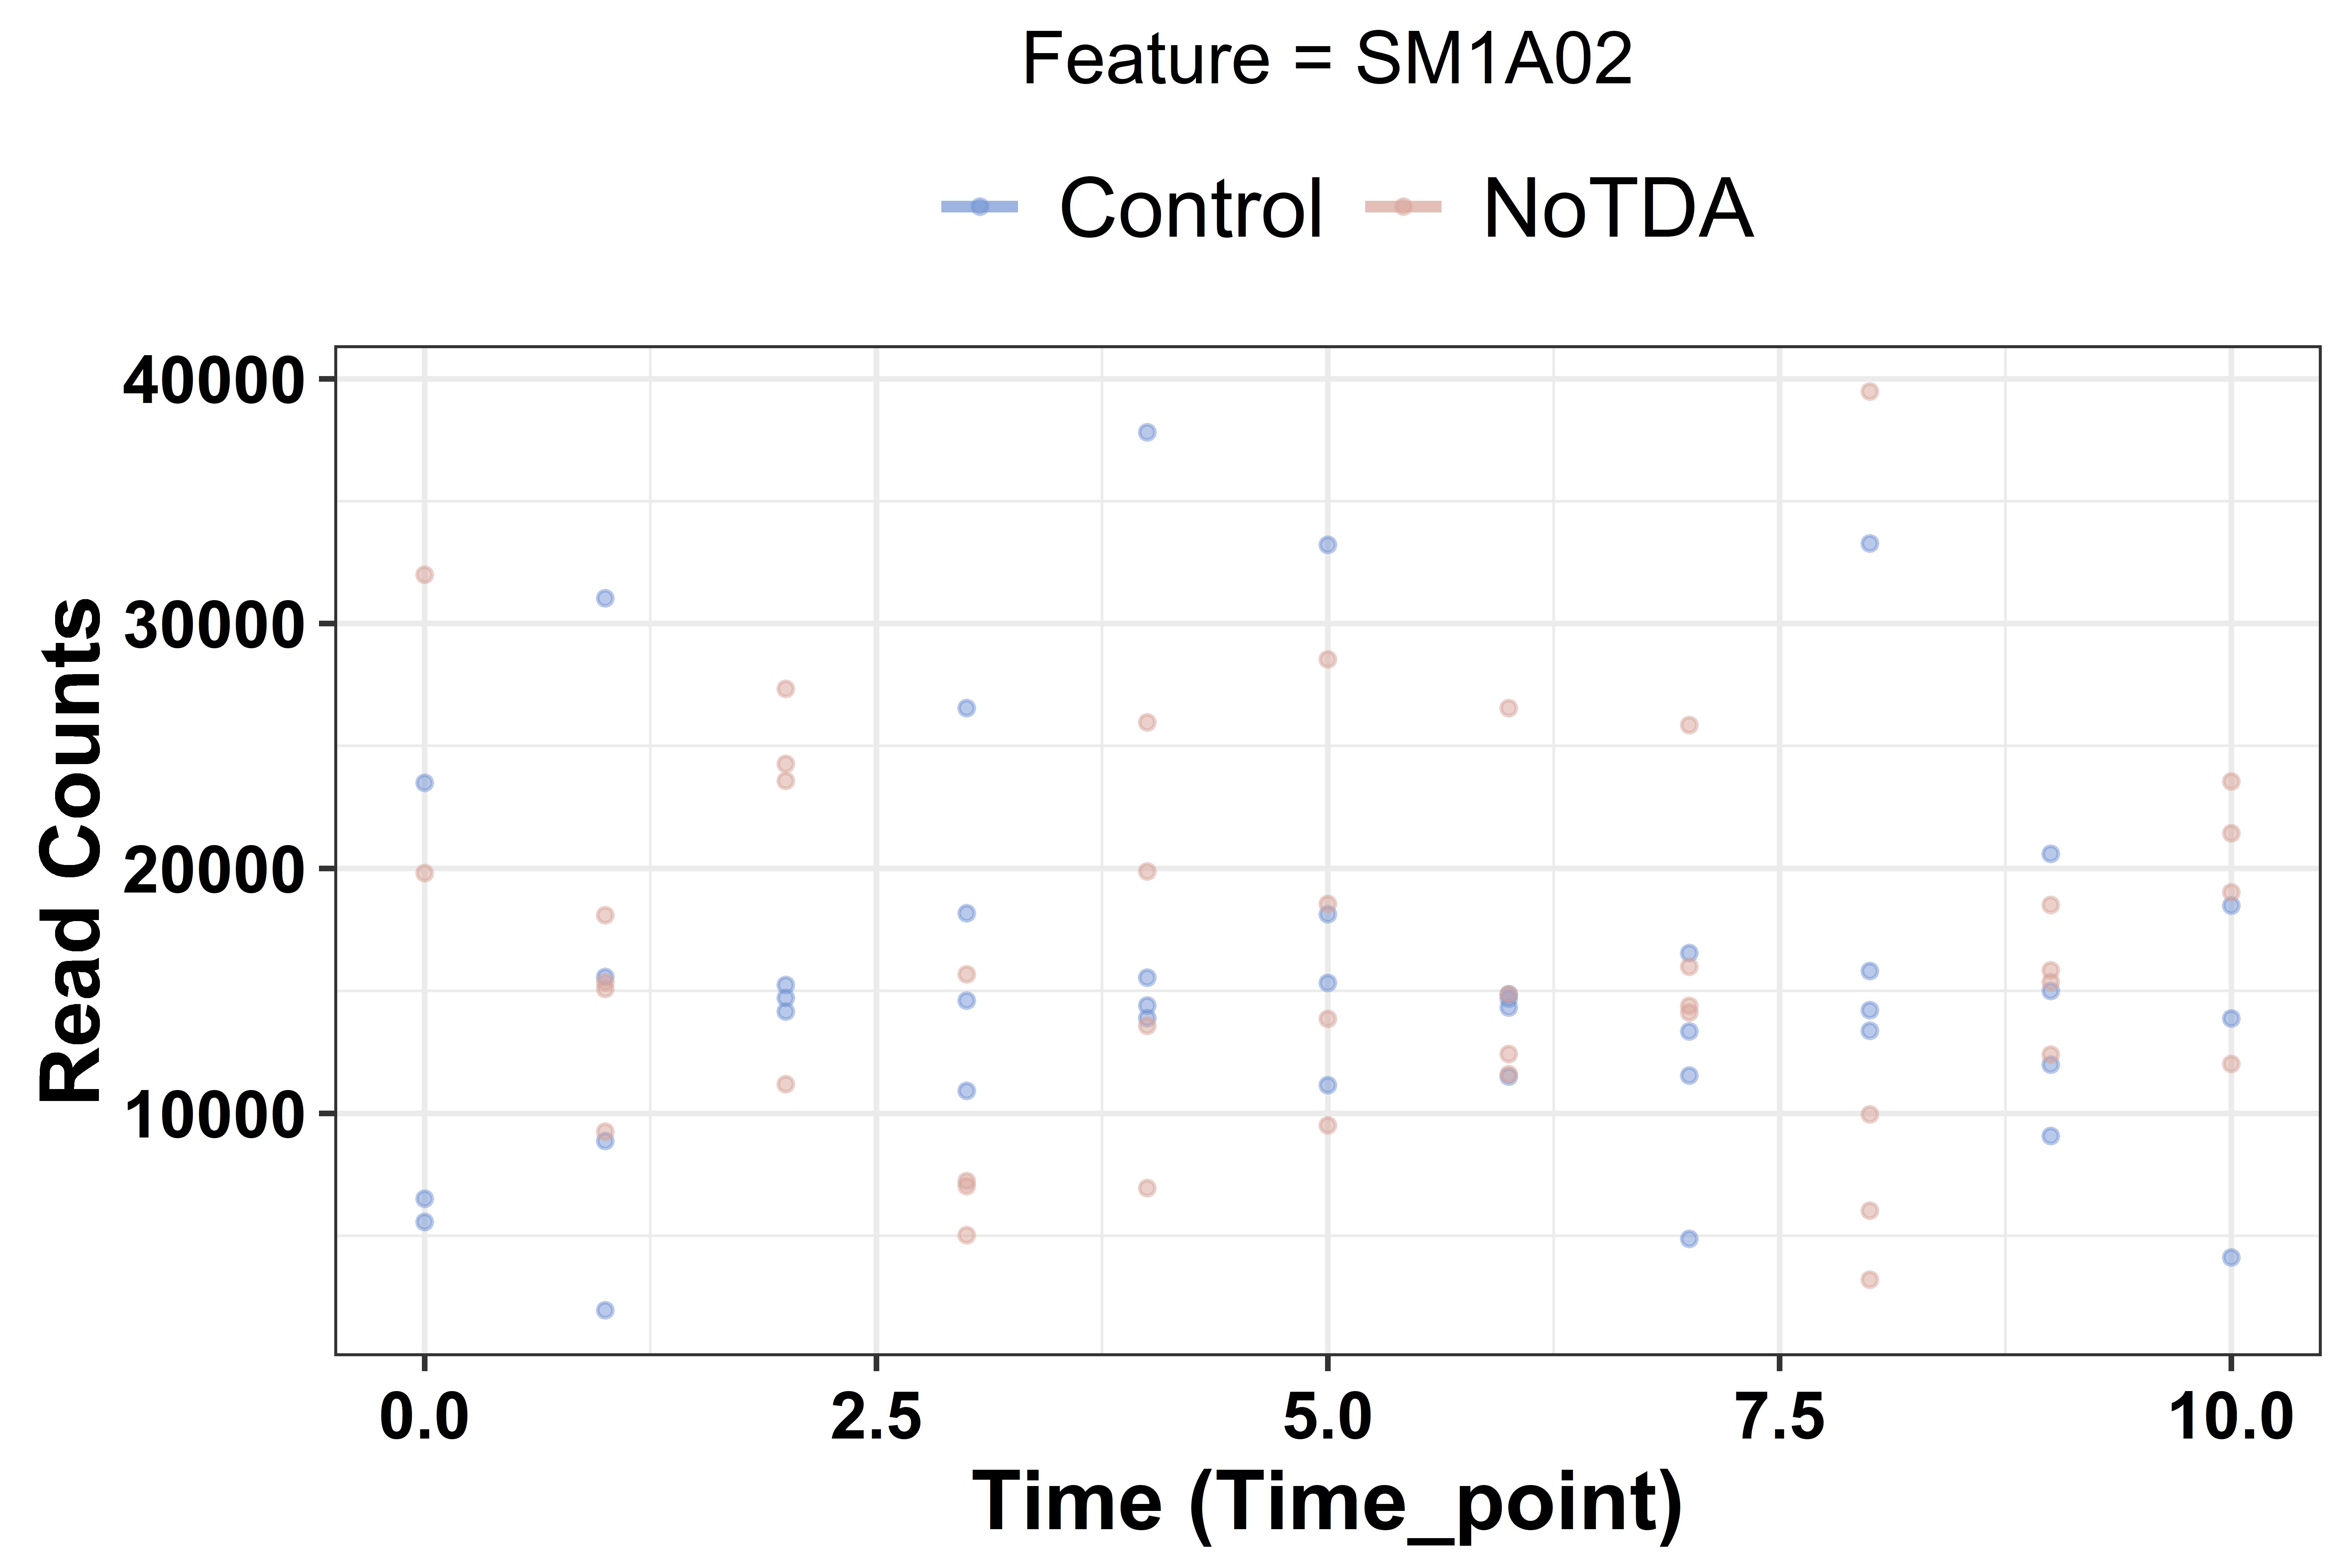 Feature = SM1A02
Control NoTDA
40000
30000
20000
10000
Read Counts
0.0 2.5 5.0 7.5 10.0
Time (Time_point)